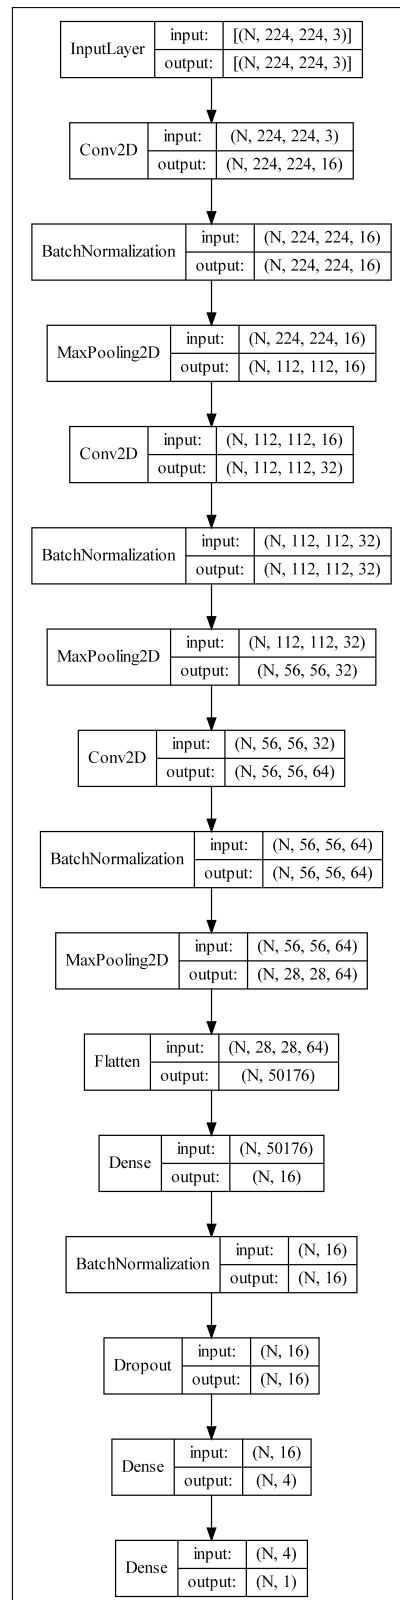 InputLayer
input: [(N, 224, 224, 3)]
output: [(N, 224, 224, 3)]
Conv2D
input: (N, 224, 224, 3)
output: (N, 224, 224, 16)
BatchNormalization
input: (N, 224, 224, 16)
output: (N, 224, 224, 16)
MaxPooling2D
input: (N, 224, 224, 16)
output: (N, 112, 112, 16)
Conv2D
input: (N, 112, 112, 16)
output: (N, 112, 112, 32)
BatchNormalization
input: (N, 112, 112, 32)
output: (N, 112, 112, 32)
MaxPooling2D
input: (N, 112, 112, 32)
output: (N, 56, 56, 32)
Conv2D
input: (N, 56, 56, 32)
output: (N, 56, 56, 64)
BatchNormalization
input: (N, 56, 56, 64)
output: (N, 56, 56, 64)
MaxPooling2D
input: (N, 56, 56, 64)
output: (N, 28, 28, 64)
Flatten
input: (N, 28, 28, 64)
output: (N, 50176)
Dense
input: (N, 50176)
output: (N, 16)
BatchNormalization
input: (N, 16)
output: (N, 16)
Dropout
input: (N, 16)
output: (N, 16)
Dense
input: (N, 16)
output: (N, 4)
Dense
input: (N, 4)
output: (N, 1)